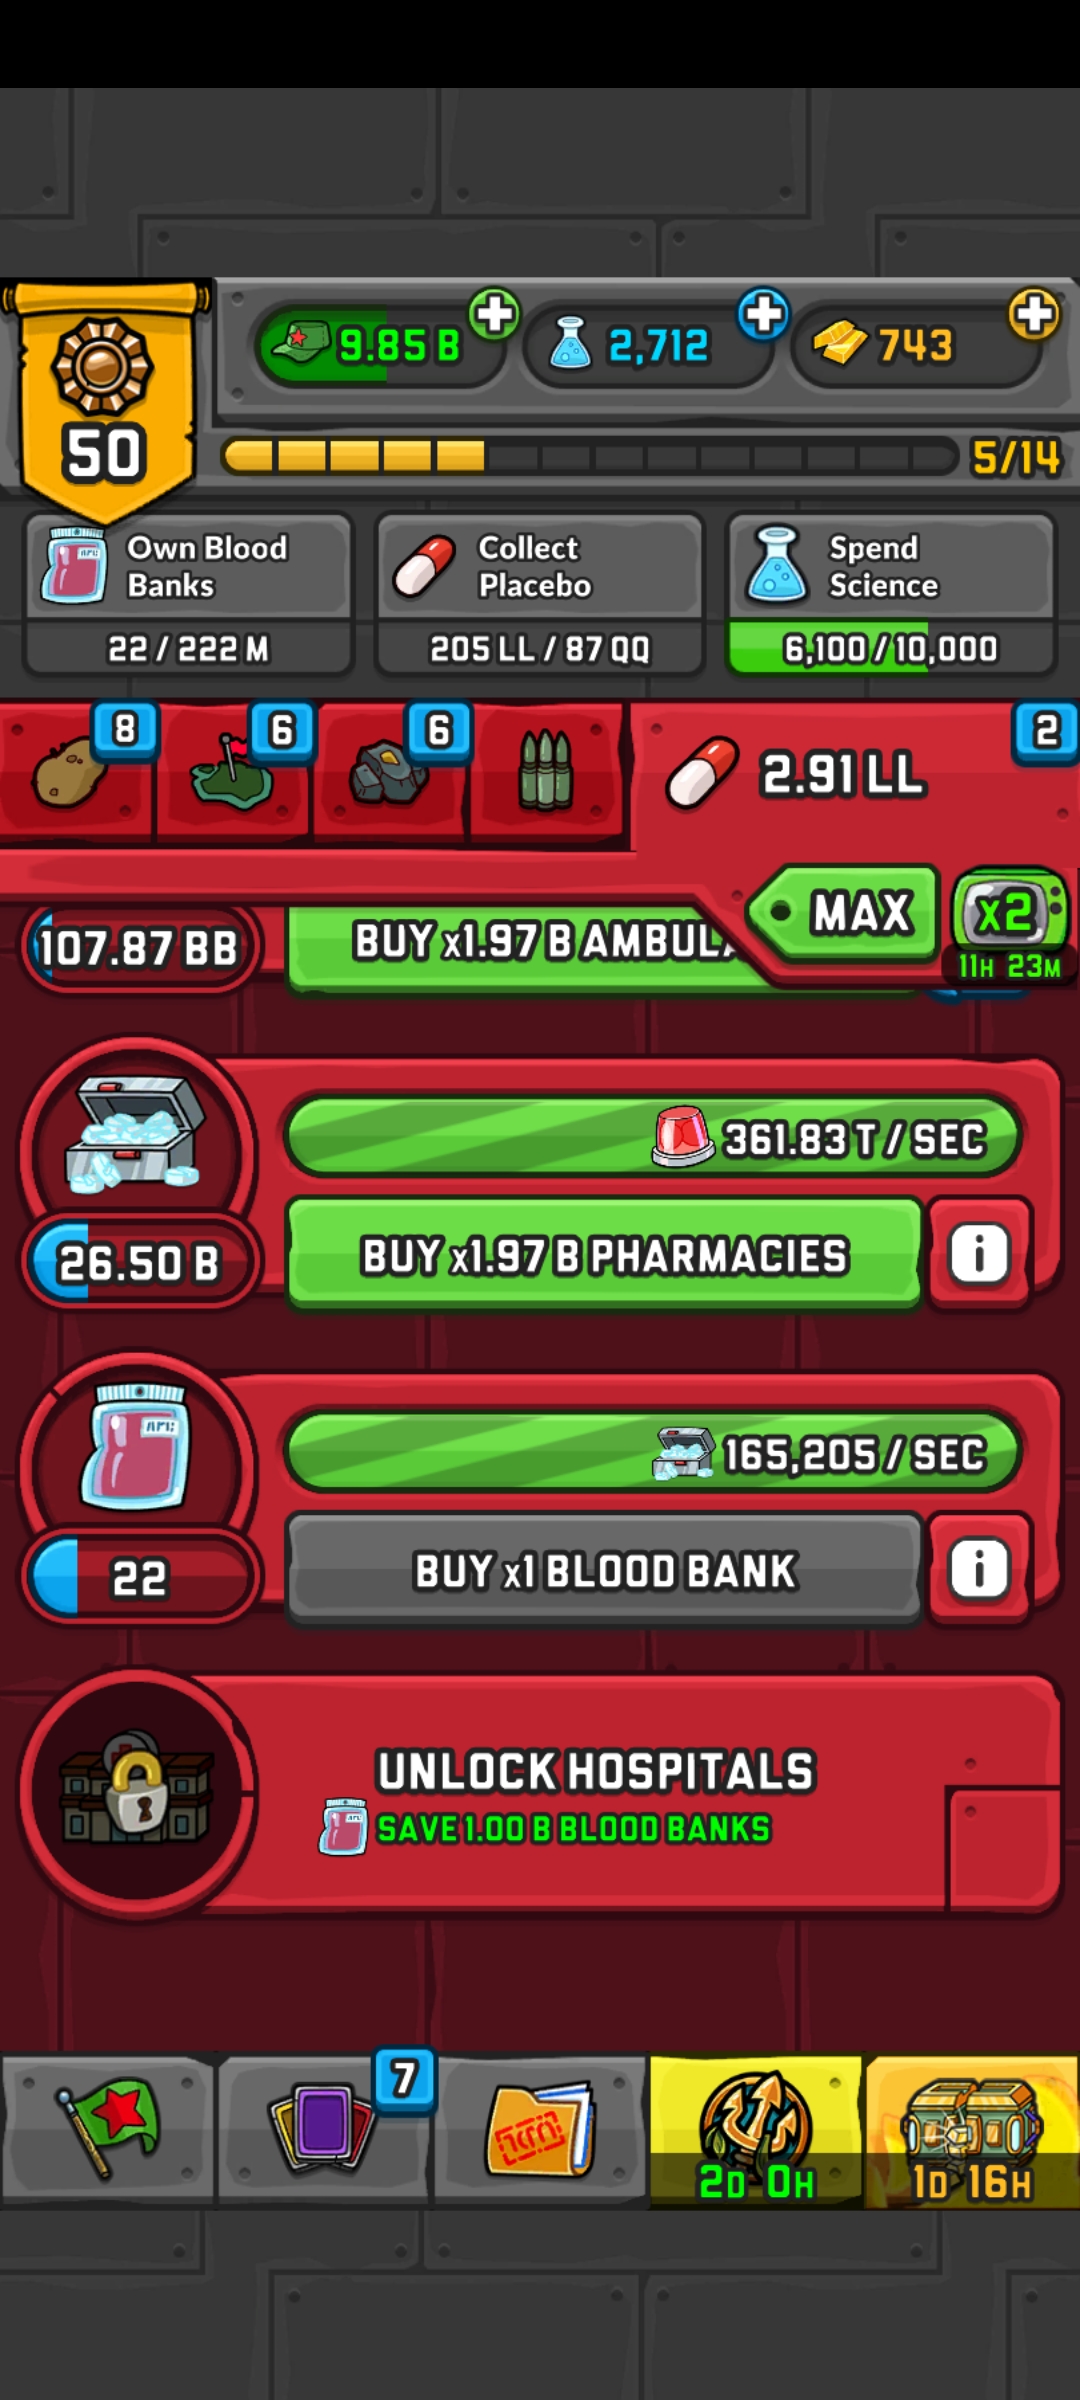 9.85 B
2,712
743
50
5/14
Own Blood
Banks
22 / 222 M
Collect
Placebo
205 LL / 87 QQ
Spend
Science
6,100 / 10,000
8
6
6
2
2.91 LL
MAX
x2
11H 23M
107.87 BB
BUY x1.97 B AMBULA
361.83 T / SEC
26.50 B
BUY x1.97 B PHARMACIES
i
165,205 / SEC
22
BUY x1 BLOOD BANK
i
UNLOCK HOSPITALS
SAVE 1.00 B BLOOD BANKS
7
2D 0H
1D 16H